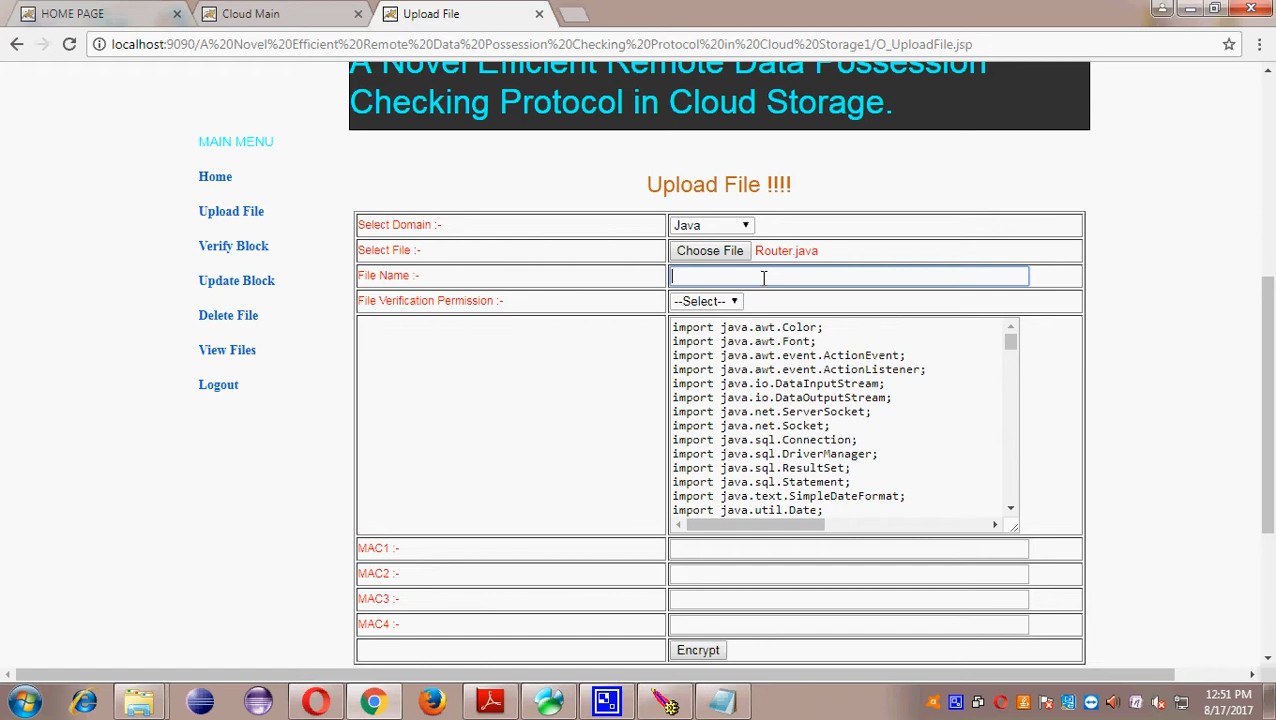 HOME PAGE
Cloud Main
Upload File
localhost:9090/A%20Novel%20Efficient%20Remote%20Data%20Possession%20Checking%20Protocol%20in%20Cloud%20Storage1/O_UploadFile.jsp
A Novel Efficient Remote Data Possession
Checking Protocol in Cloud Storage.
MAIN MENU
Home
Upload File
Verify Block
Update Block
Delete File
View Files
Logout
Upload File !!!!
Select Domain :- Java
Select File :- Choose File Router.java
File Name :-
File Verification Permission :- --Select--
import java.awt.Color;
import java.awt.Font;
import java.awt.event.ActionEvent;
import java.awt.event.ActionListener;
import java.io.DataInputStream;
import java.io.DataOutputStream;
import java.net.ServerSocket;
import java.net.Socket;
import java.sql.Connection;
import java.sql.DriverManager;
import java.sql.ResultSet;
import java.sql.Statement;
import java.text.SimpleDateFormat;
import java.util.Date;
MAC1 :-
MAC2 :-
MAC3 :-
MAC4 :-
Encrypt
12:51 PM
8/17/2017